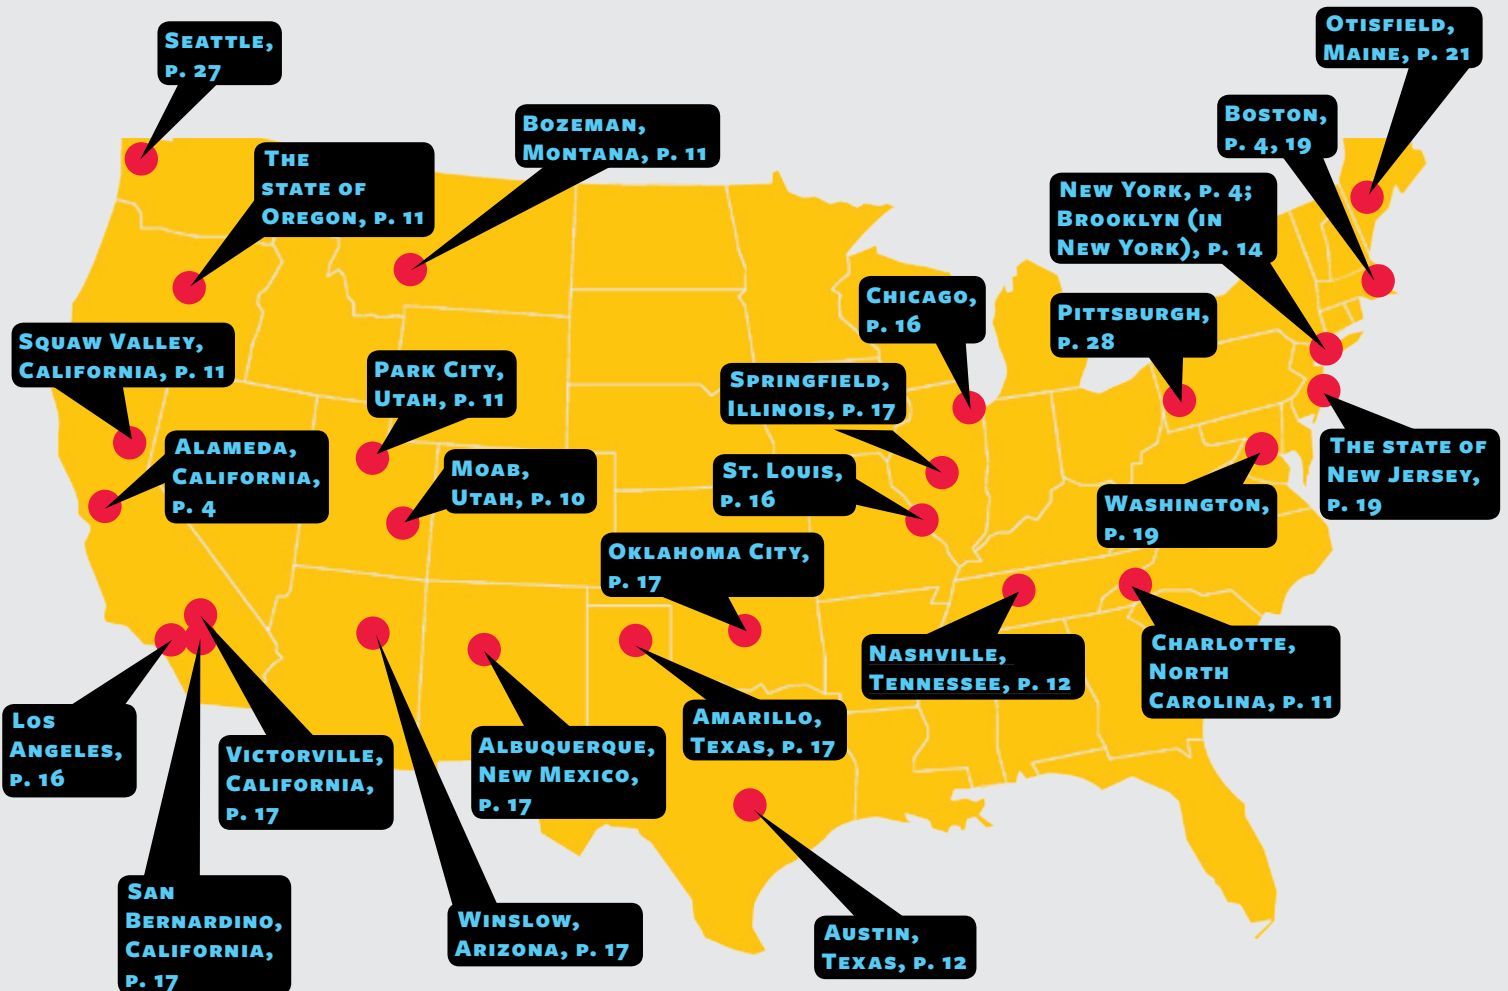 Seattle,
p. 27
Otisfield,
Maine, p. 21
Bozeman,
Montana, p. 11
Boston,
p. 4, 19
The
state of
Oregon, p. 11
New York, p. 4;
Brooklyn (in
New York), p. 14
Chicago,
p. 16
Pittsburgh,
p. 28
Squaw Valley,
California, p. 11
Park City,
Utah, p. 11
Springfield,
Illinois, p. 17
Alameda,
California,
p. 4
Moab,
Utah, p. 10
St. Louis,
p. 16
The state of
New Jersey,
p. 19
Washington,
p. 19
Oklahoma City,
p. 17
Nashville,
Tennessee, p. 12
Charlotte,
North
Carolina, p. 11
Los
Angeles,
p. 16
Victorville,
California,
p. 17
Albuquerque,
New Mexico,
p. 17
Amarillo,
Texas, p. 17
San
Bernardino,
California,
p. 17
Winslow,
Arizona, p. 17
Austin,
Texas, p. 12